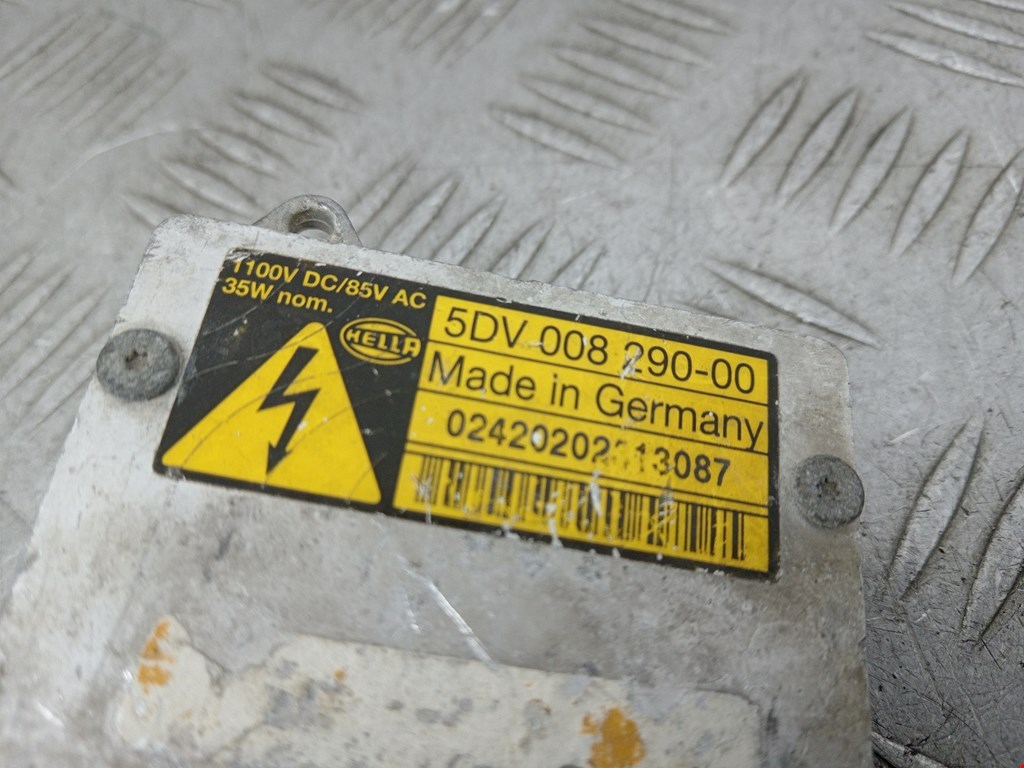 1100V DC/85V AC
35W nom.
HELLA
5DV 008 290-00
Made in Germany